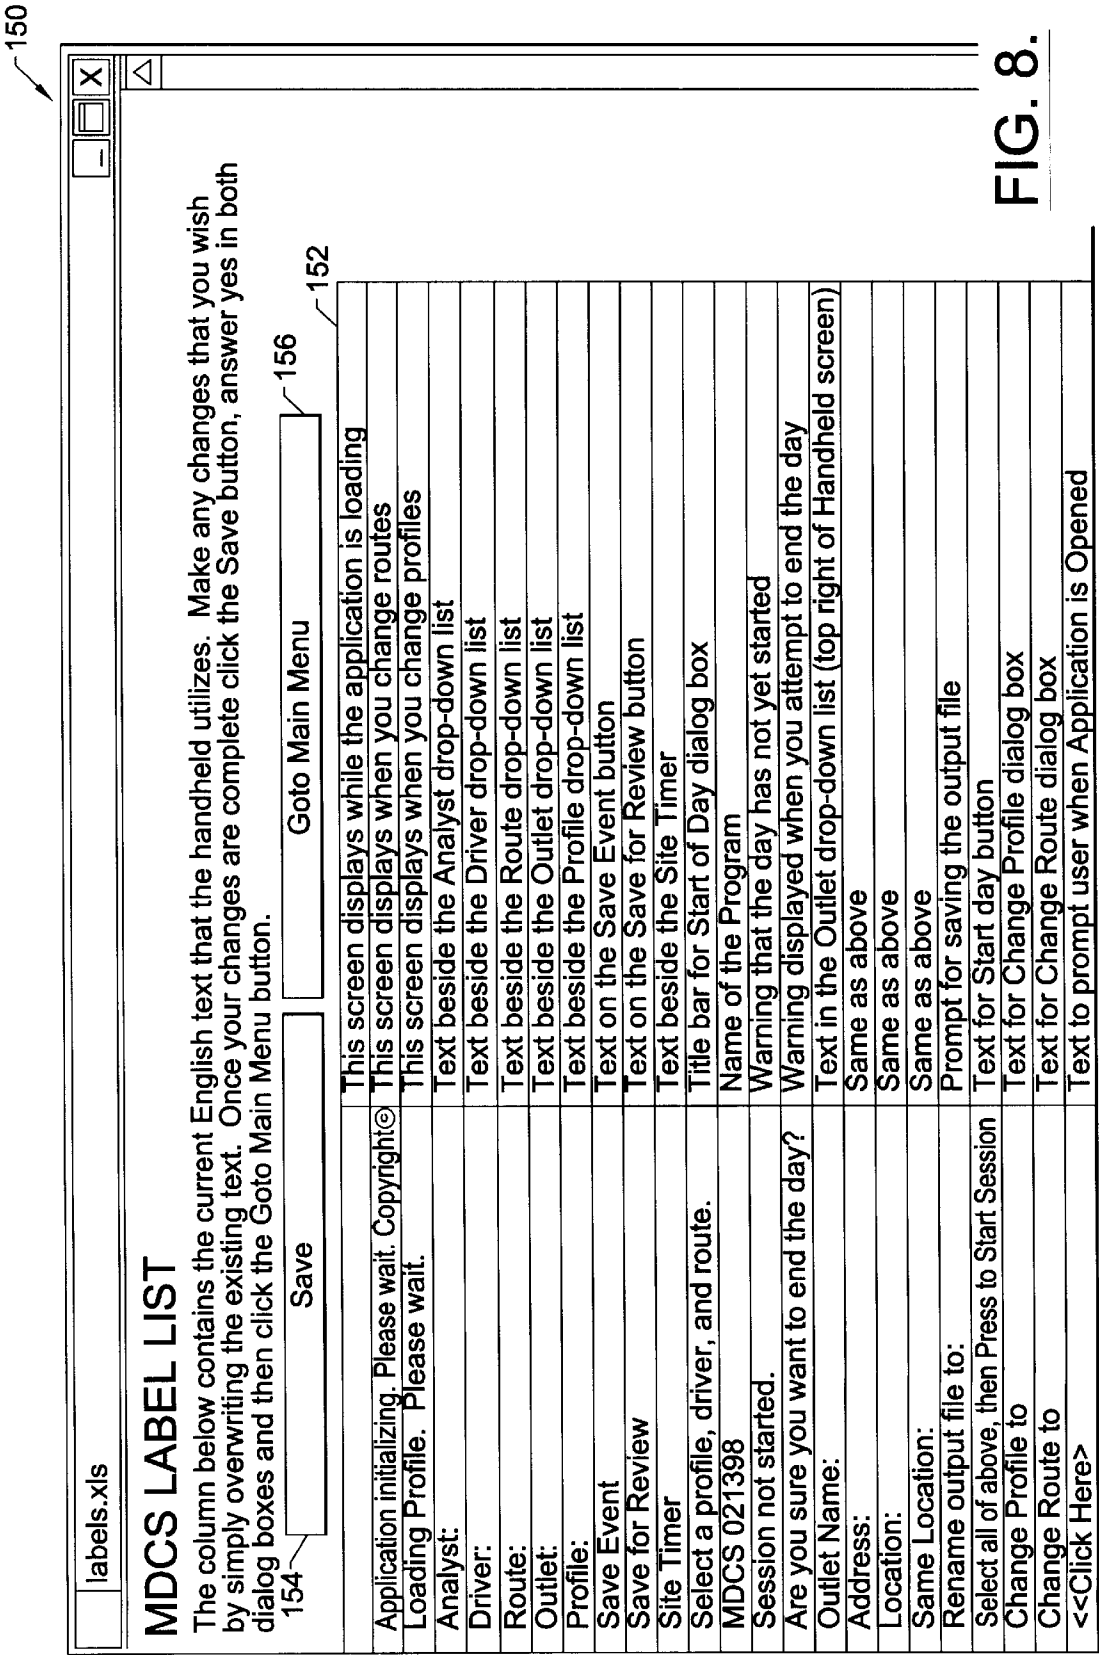 150
labels.xls
X
MDCS LABEL LIST
The column below contains the current English text that the handheld utilizes. Make any changes that you wish
by simply overwriting the existing text. Once your changes are complete click the Save button, answer yes in both
dialog boxes and then click the Goto Main Menu button.
154
Save
Goto Main Menu
156
152
This screen displays while the application is loading
Application initializing. Please wait. Copyright© This screen displays when you change routes
Loading Profile. Please wait. This screen displays when you change profiles
Analyst: Text beside the Analyst drop-down list
Driver: Text beside the Driver drop-down list
Route: Text beside the Route drop-down list
Outlet: Text beside the Outlet drop-down list
Profile: Text beside the Profile drop-down list
Save Event Text on the Save Event button
Save for Review Text on the Save for Review button
Site Timer Text beside the Site Timer
Select a profile, driver, and route. Title bar for Start of Day dialog box
MDCS 021398 Name of the Program
Session not started. Warning that the day has not yet started
Are you sure you want to end the day? Warning displayed when you attempt to end the day
Outlet Name: Text in the Outlet drop-down list (top right of Handheld screen)
Address: Same as above
Location: Same as above
Same Location: Same as above
Rename output file to: Prompt for saving the output file
Select all of above, then Press to Start Session Text for Start day button
Change Profile to Text for Change Profile dialog box
Change Route to Text for Change Route dialog box
<<Click Here> Text to prompt user when Application is Opened
FIG. 8.